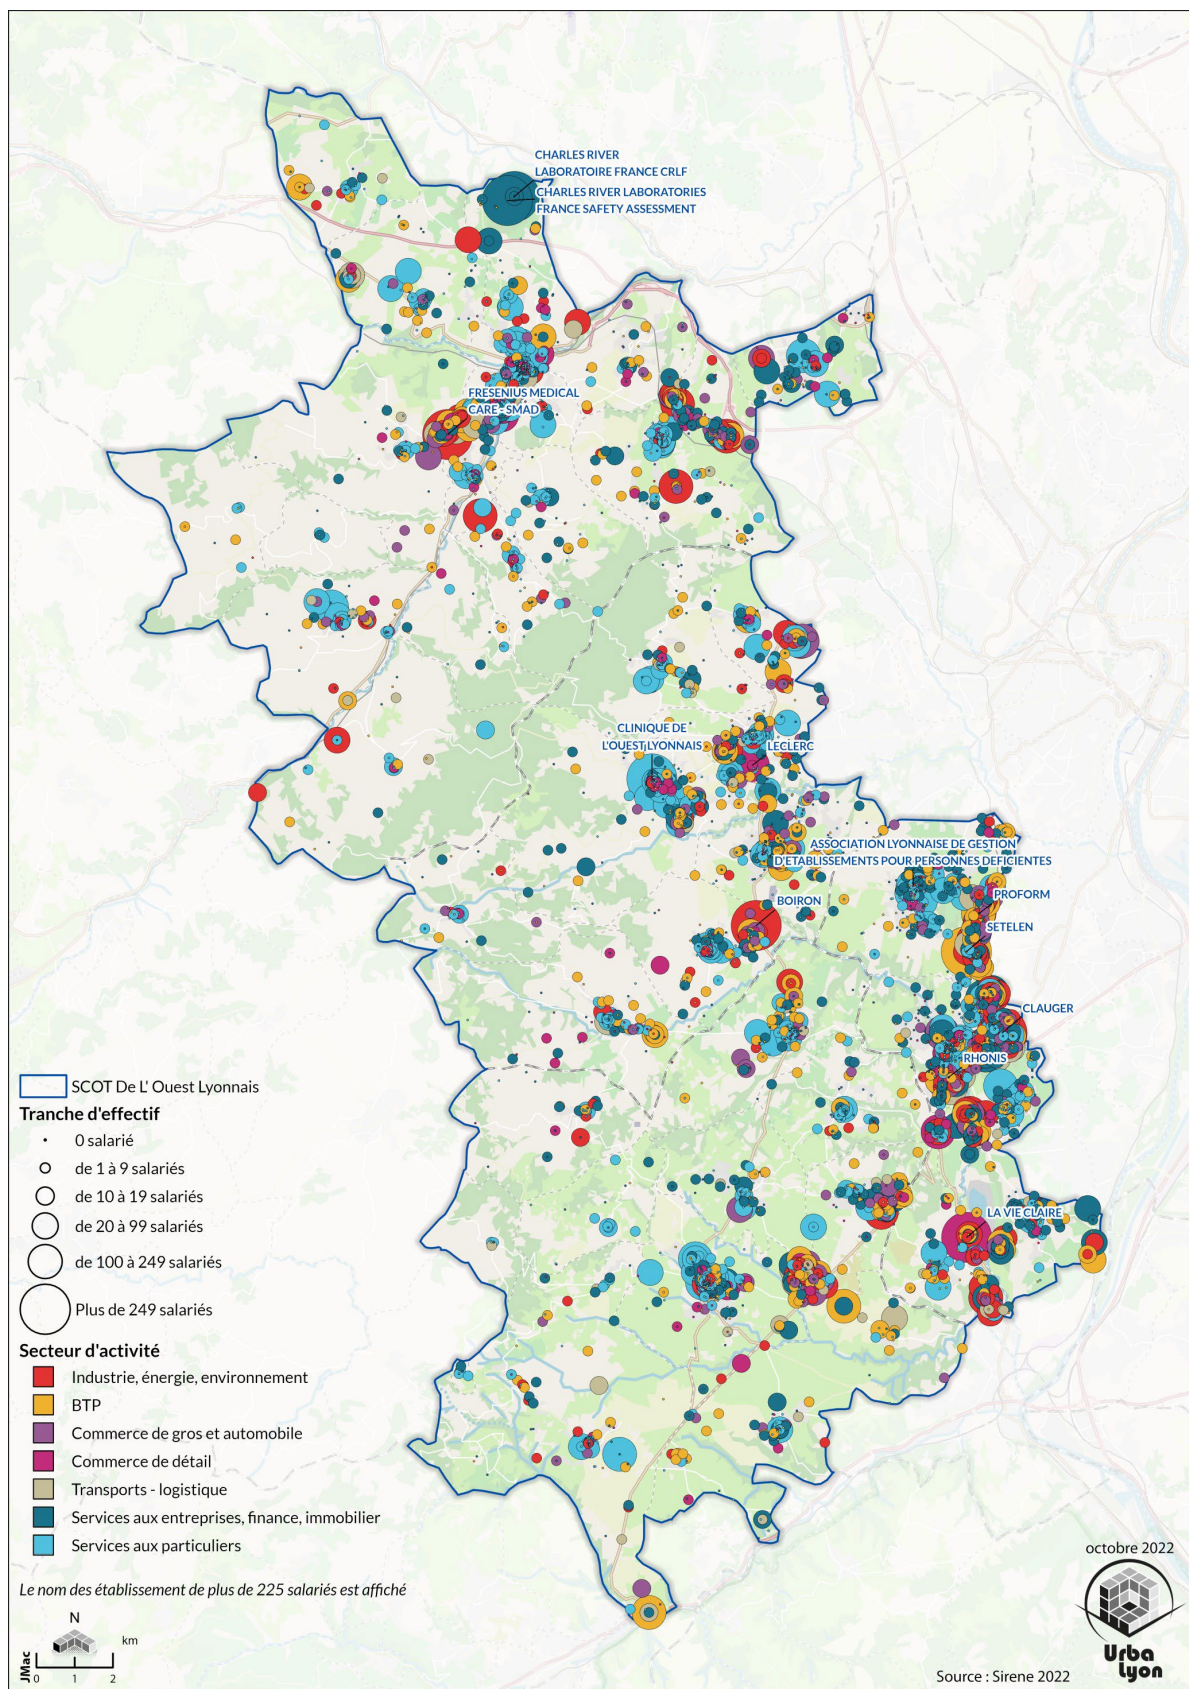 CHARLES RIVER
LABORATOIRE FRANCE CRLF
CHARLES RIVER LABORATORIES
FRANCE SAFETY ASSESSMENT
FRESENIUS MEDICAL
CARE - SMAD
CLINIQUE DE
L'OUEST LYONNAIS
LECLERC
ASSOCIATION LYONNAISE DE GESTION
D'ETABLISSEMENTS POUR PERSONNES DEFICIENTES
PROFORM
BOIRON
SETELEN
CLAUGER
RHONIS
LA VIE CLAIRE
SCOT De L' Ouest Lyonnais
Tranche d'effectif
0 salarié
de 1 à 9 salariés
de 10 à 19 salariés
de 20 à 99 salariés
de 100 à 249 salariés
Plus de 249 salariés
Secteur d'activité
Industrie, énergie, environnement
BTP
Commerce de gros et automobile
Commerce de détail
Transports - logistique
Services aux entreprises, finance, immobilier
Services aux particuliers
Le nom des établissement de plus de 225 salariés est affiché
N
km
JMac
0 1 2
octobre 2022
Urba
Lyon
Source : Sirene 2022